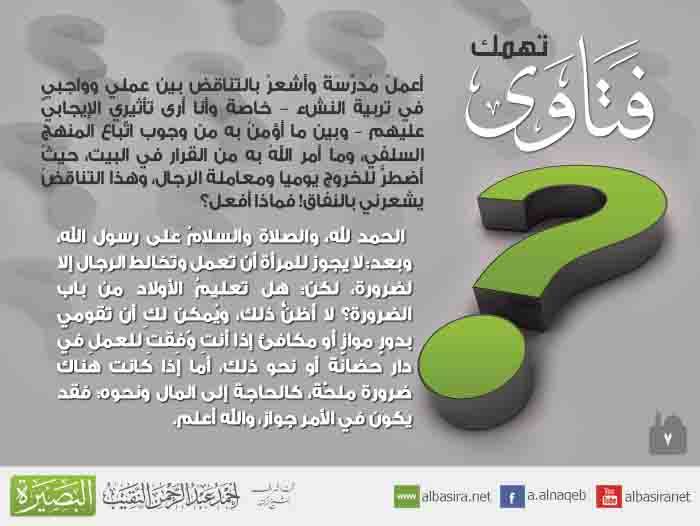 تهمك
فتاوى
أعملُ مُدرّسةً وأشعرُ بالتناقضِ بين عملي وواجبي
في تربية النشء - خاصة وأنا أرى تأثيري الإيجابي
عليهم - وبين ما أؤمنُ به من وجوب اتّباع المنهج
السلفي، وما أمر اللهُ به من القرار في البيت، حيثُ
أضطرُّ للخروج يوميا ومعاملة الرجال، وهذا التناقضُ
يشعرني بالنفاق! فماذا أفعل؟
الحمد لله، والصلاة والسلامُ على رسول الله،
وبعد؛ لا يجوز للمرأة أن تعمل وتخالط الرجال إلا
لضرورة، لكن: هل تعليمُ الأولاد من باب
الضرورة؟ لا أظنُّ ذلك، ويُمكن لكِ أن تقومي
بدورٍ موازٍ أو مكافئ إذا أنتِ وُفقتِ للعملِ في
دار حضانة أو نحو ذلك، أما إذا كانت هناك
ضرورة ملحّة، كالحاجة إلى المال ونحوه؛ فقد
يكون في الأمر جواز، والله أعلم.
٧
البصيرة
احمد عبد الرحمن النقيب
www albasira.net
f a.alnaqeb
You Tube albasiranet